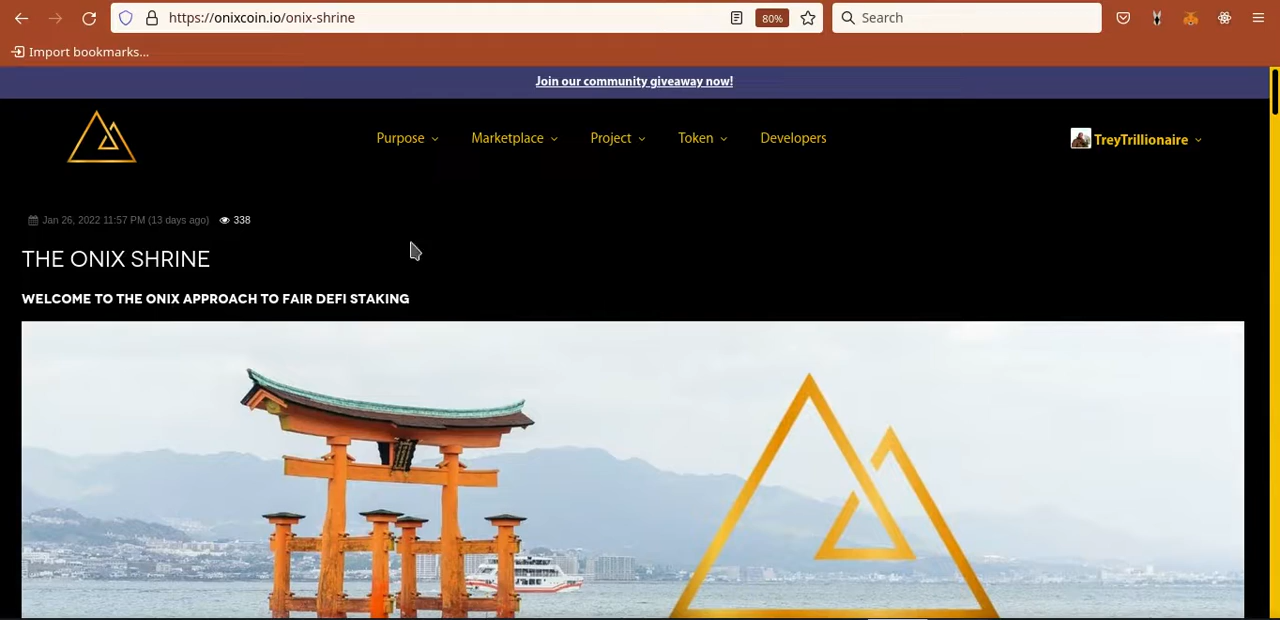 https://onixcoin.io/onix-shrine
80%
Search
Import bookmarks...
Join our community giveaway now!
Purpose
Marketplace
Project
Token
Developers
TreyTrillionaire
Jan 26, 2022 11:57 PM (13 days ago) 338
THE ONIX SHRINE
WELCOME TO THE ONIX APPROACH TO FAIR DEFI STAKING